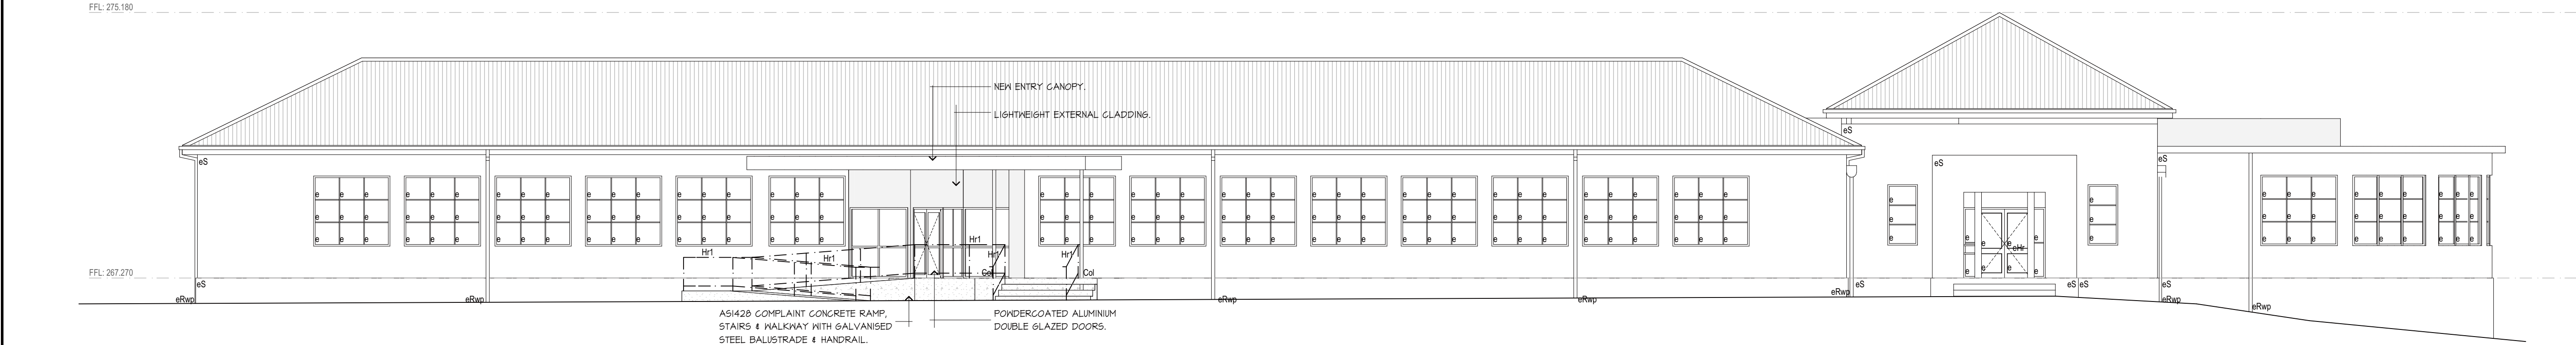 FFL: 275.180
NEW ENTRY CANOPY.
LIGHTWEIGHT EXTERNAL CLADDING.
eS
eS
eS
eS
e e e e e e e e e e e e e e e e e e e e e e e e e e e e e e e e e e e e e e e e e e e e e e e e e e e
e e e e e e e e e e e e e e e e e e e e e e e e e e e e e e e e e e e e e e e e e e e e e e e e e e e
e e e e e e e e e e e e e e e e e e e e e e e e e e e e e e e e e e e e e e e e e e e e e e e e e e e
e e e e
e e eHr
e e e e
Hr1
Hr1 Hr1 Hr1 Hr1
Col Col
FFL: 267.270
eS eS eS eS eS
eRwp eRwp eRwp eRwp eRwp eRwp eRwp
AS1428 COMPLAINT CONCRETE RAMP,
STAIRS & WALKWAY WITH GALVANISED
STEEL BALUSTRADE & HANDRAIL.
POWDERCOATED ALUMINIUM
DOUBLE GLAZED DOORS.